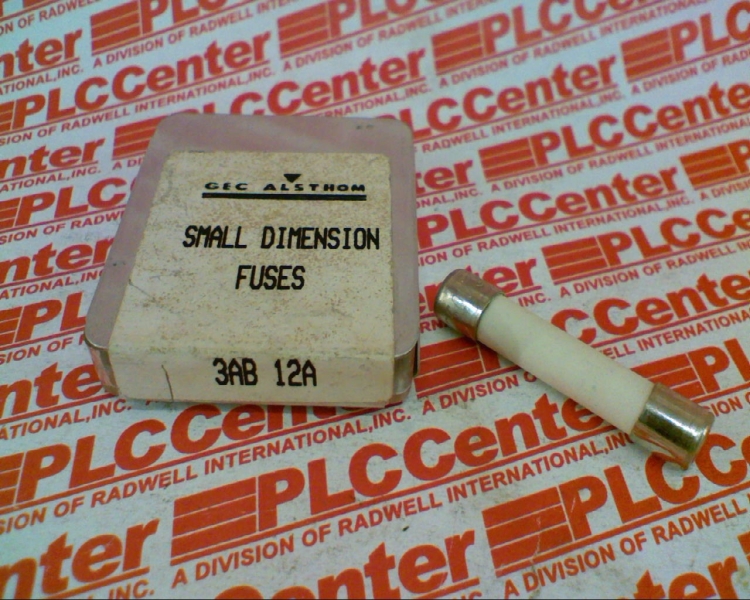 GEC ALSTHOM
SMALL DIMENSION
FUSES
3AB 12A
PLCCenter
A DIVISION OF RADWELL INTERNATIONAL, INC.